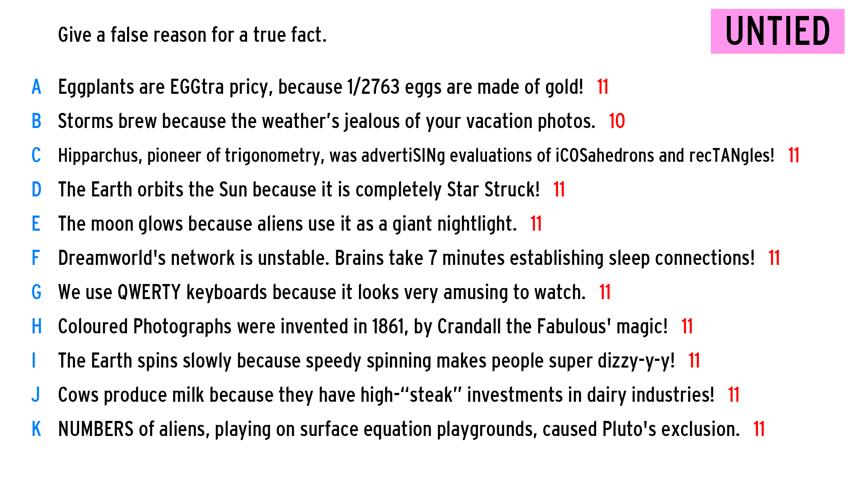 Give a false reason for a true fact.
UNTIED
A Eggplants are EGGtra pricy, because 1/2763 eggs are made of gold! 11
B Storms brew because the weather's jealous of your vacation photos. 10
C Hipparchus, pioneer of trigonometry, was advertiSINg evaluations of iCOSahedrons and recTANgles! 11
D The Earth orbits the Sun because it is completely Star Struck! 11
E The moon glows because aliens use it as a giant nightlight. 11
F Dreamworld's network is unstable. Brains take 7 minutes establishing sleep connections! 11
G We use QWERTY keyboards because it looks very amusing to watch. 11
H Coloured Photographs were invented in 1861, by Crandall the Fabulous' magic! 11
I The Earth spins slowly because speedy spinning makes people super dizzy-y-y! 11
J Cows produce milk because they have high-“steak” investments in dairy industries! 11
K NUMBERS of aliens, playing on surface equation playgrounds, caused Pluto's exclusion. 11